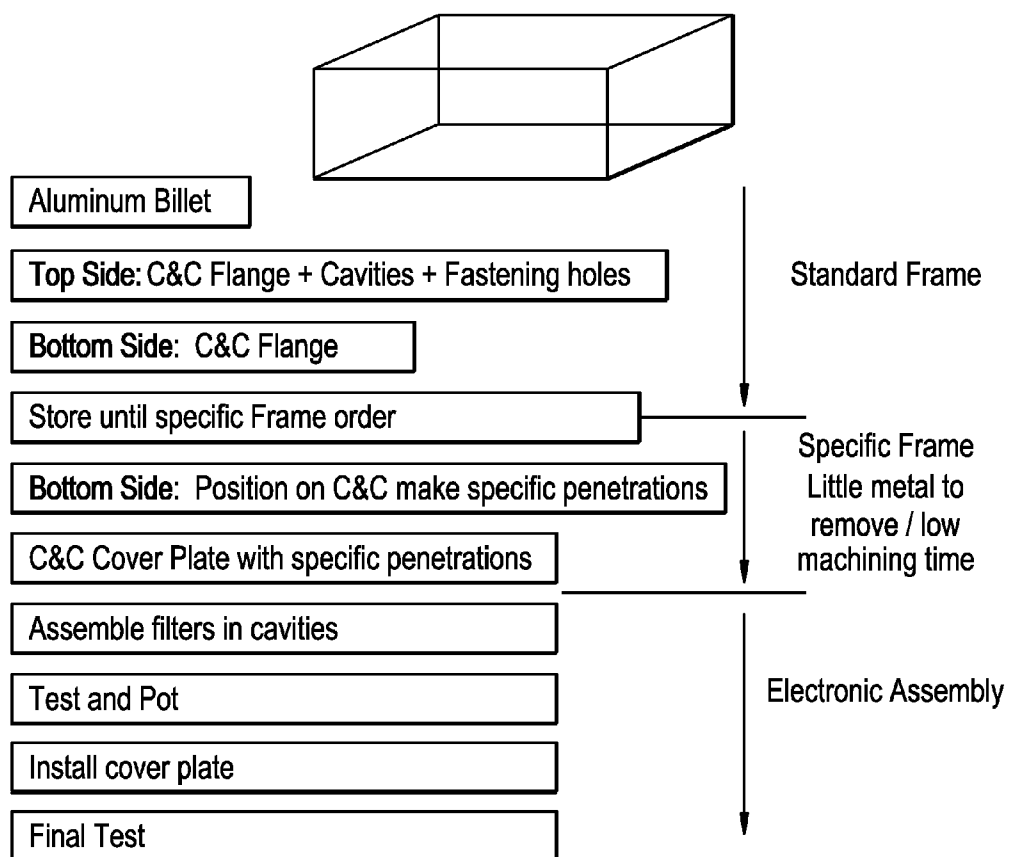 Aluminum Billet
Top Side: C&C Flange + Cavities + Fastening holes
Standard Frame
Bottom Side: C&C Flange
Store until specific Frame order
Specific Frame
Little metal to
remove / low
machining time
Bottom Side: Position on C&C make specific penetrations
C&C Cover Plate with specific penetrations
Assemble filters in cavities
Test and Pot
Electronic Assembly
Install cover plate
Final Test